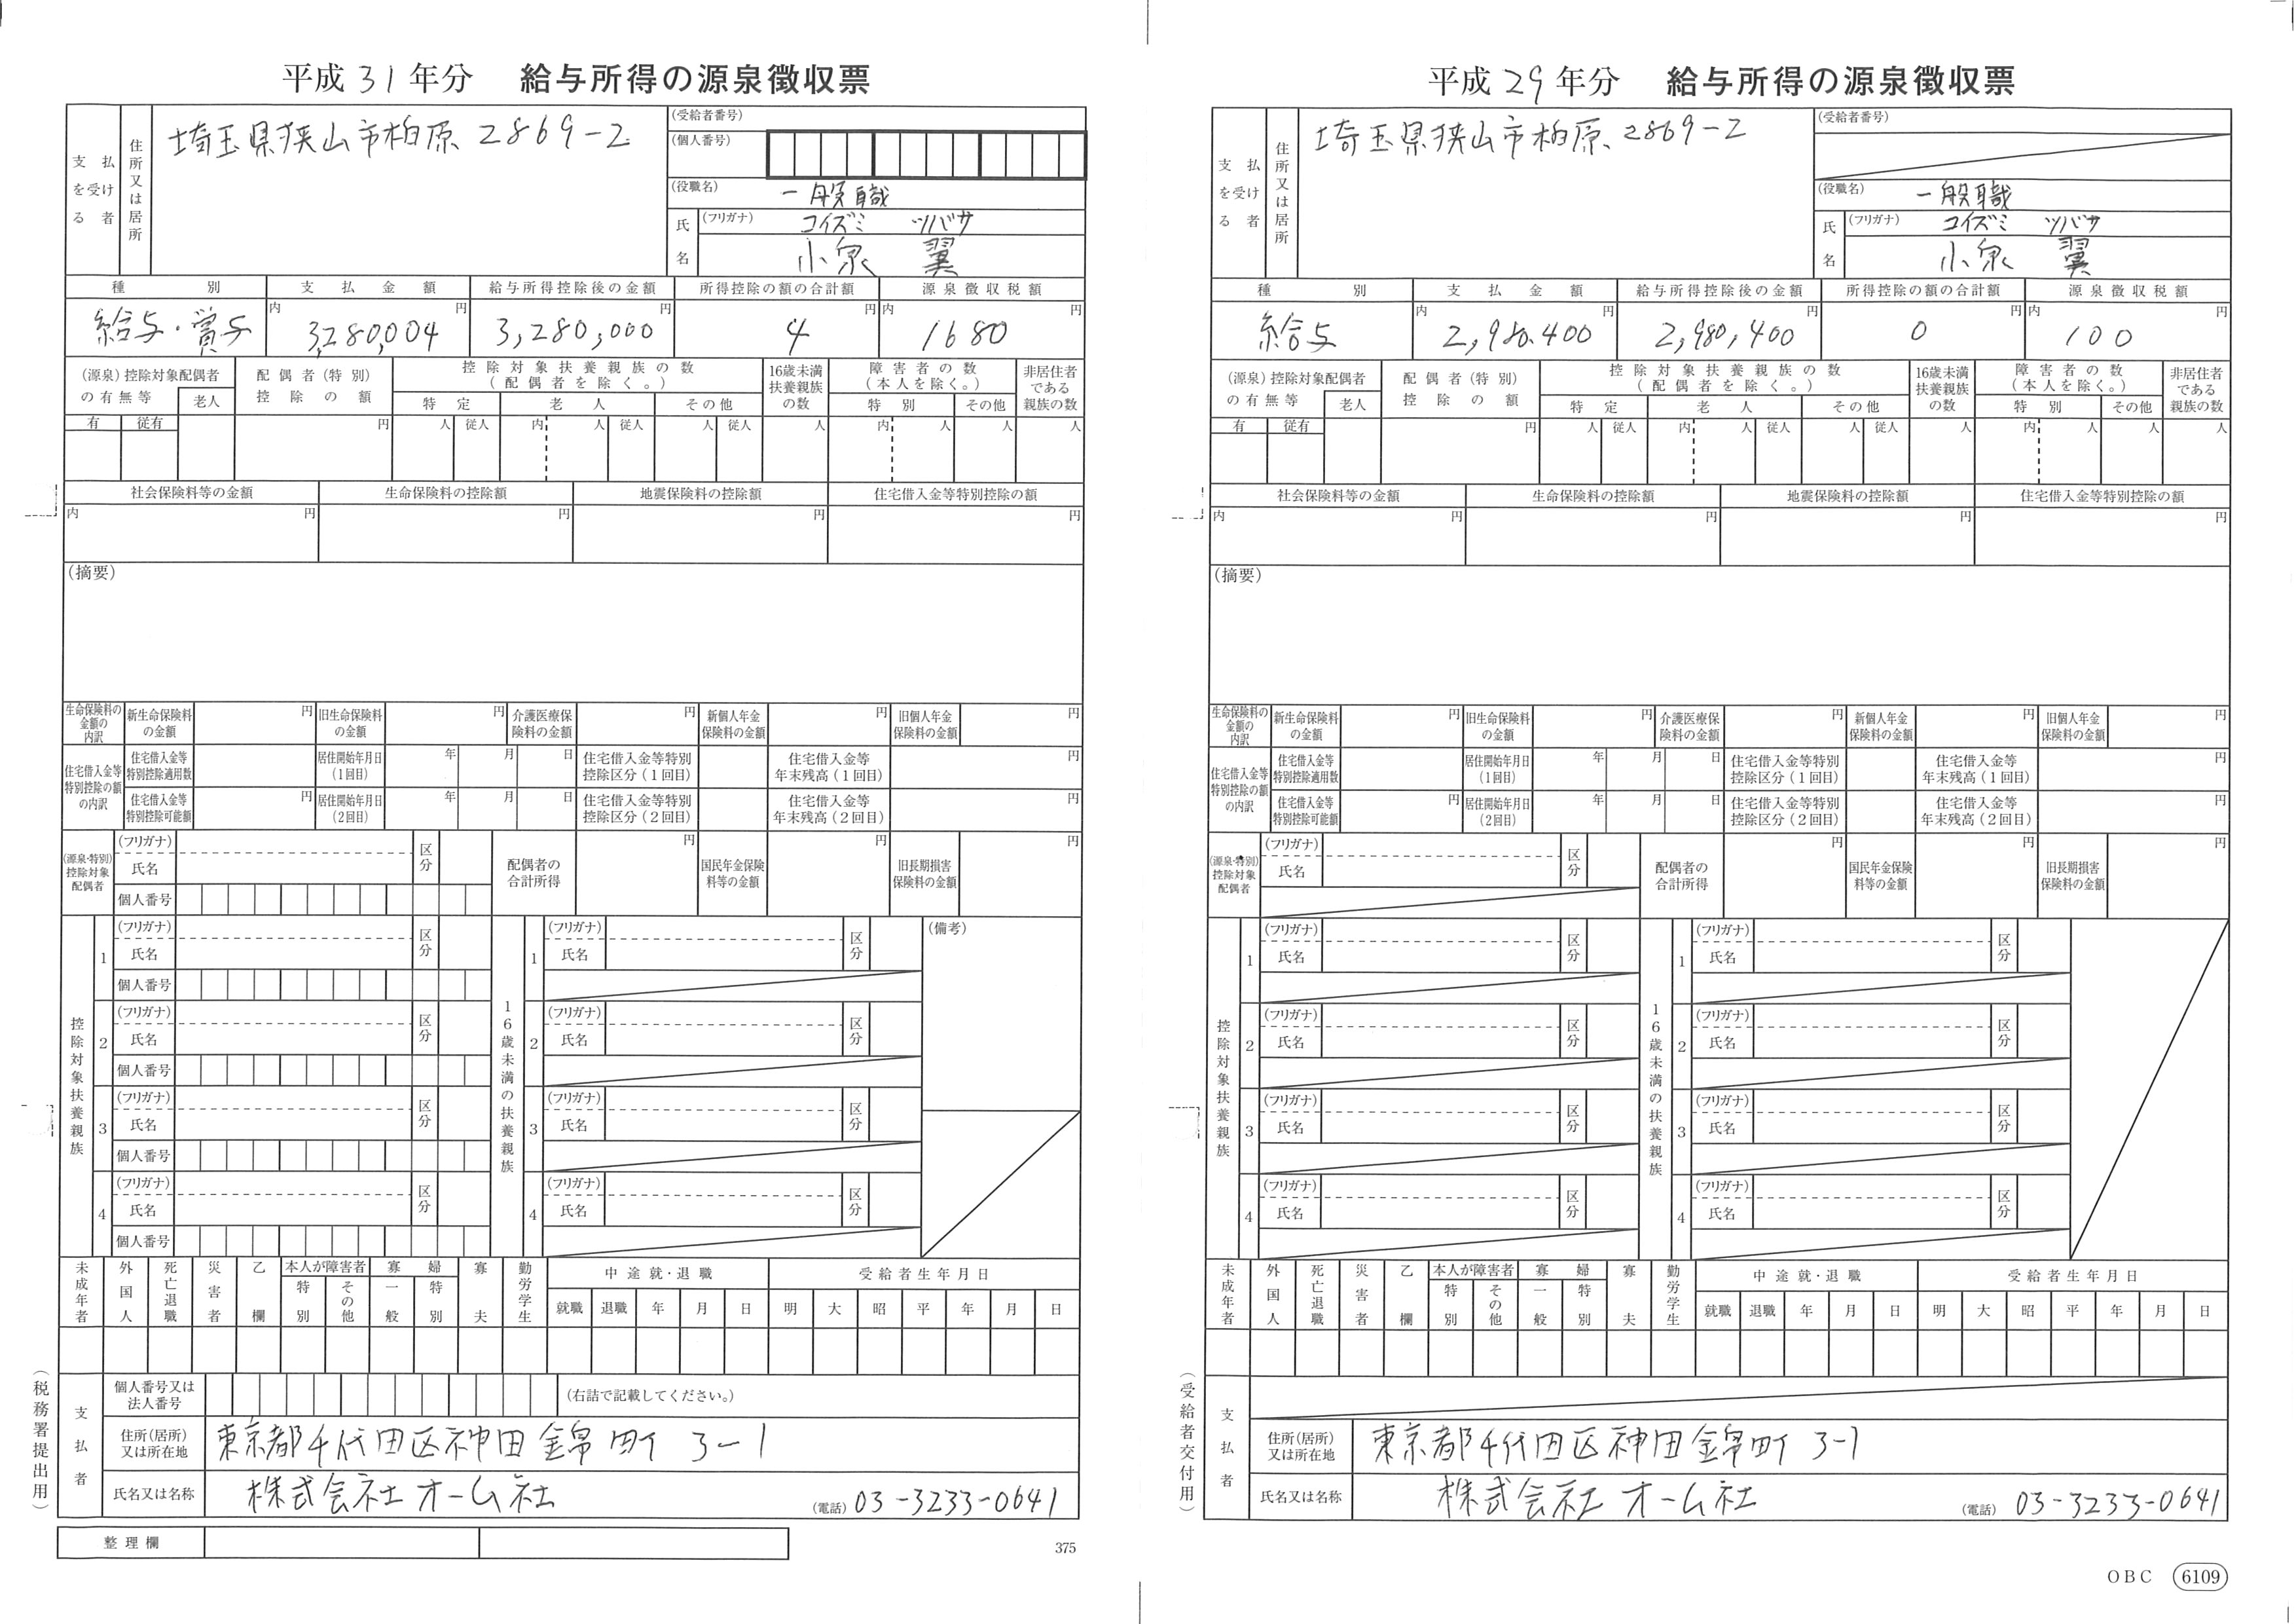 平成 31 年分 給与所得の源泉徴収票
支払を受ける者
住所又は居所
埼玉県狭山市柏原 2869-2
(受給者番号)
(個人番号)
(役職名) 一般職
氏名
(フリガナ) コイズミ ツバサ
小泉 翼
種別 支払金額 給与所得控除後の金額 所得控除の額の合計額 源泉徴収税額
給与・賞与 内 3,280,004 円 3,280,000 円 4 円 内 1680 円
(源泉)控除対象配偶者の有無等 老人 配偶者(特別)控除の額 控除対象扶養親族の数(配偶者を除く。) 16歳未満扶養親族の数 障害者の数(本人を除く。) 非居住者である親族の数
特定 老人 その他 特別 その他
有 従有 円 人 従人 内 人 従人 人 従人 人 内 人 人 人
社会保険料等の金額 生命保険料の控除額 地震保険料の控除額 住宅借入金等特別控除の額
内 円 円 円 円
(摘要)
生命保険料の金額の内訳 新生命保険料の金額 円 旧生命保険料の金額 円 介護医療保険料の金額 円 新個人年金保険料の金額 円 旧個人年金保険料の金額 円
住宅借入金等特別控除の額の内訳
住宅借入金等特別控除適用数 居住開始年月日(1回目) 年 月 日 住宅借入金等特別控除区分(1回目) 住宅借入金等年末残高(1回目) 円
住宅借入金等特別控除可能額 円 居住開始年月日(2回目) 年 月 日 住宅借入金等特別控除区分(2回目) 住宅借入金等年末残高(2回目) 円
(源泉・特別)控除対象配偶者 (フリガナ) 氏名 区分 個人番号 配偶者の合計所得 円 国民年金保険料等の金額 円 旧長期損害保険料の金額 円
控除対象扶養親族
1 (フリガナ) 氏名 区分 個人番号
2 (フリガナ) 氏名 区分 個人番号
3 (フリガナ) 氏名 区分 個人番号
4 (フリガナ) 氏名 区分 個人番号
16歳未満の扶養親族
1 (フリガナ) 氏名 区分
2 (フリガナ) 氏名 区分
3 (フリガナ) 氏名 区分
4 (フリガナ) 氏名 区分
(備考)
未成年者 外国人 死亡退職 災害者 乙欄 本人が障害者 特別 その他 寡婦 一般 特別 寡夫 勤労学生 中途就・退職 受給者生年月日
就職 退職 年 月 日 明 大 昭 平 年 月 日
(税務署提出用)
支払者
個人番号又は法人番号 (右詰で記載してください。)
住所(居所)又は所在地 東京都千代田区神田錦町 3-1
氏名又は名称 株式会社オーム社 (電話) 03-3233-0641
整理欄
375
平成 29 年分 給与所得の源泉徴収票
支払を受ける者
住所又は居所
埼玉県狭山市柏原 2869-2
(受給者番号)
(役職名) 一般職
氏名
(フリガナ) コイズミ ツバサ
小泉 翼
種別 支払金額 給与所得控除後の金額 所得控除の額の合計額 源泉徴収税額
給与 内 2,980.400 円 2,980,400 円 0 円 内 100 円
(源泉)控除対象配偶者の有無等 老人 配偶者(特別)控除の額 控除対象扶養親族の数(配偶者を除く。) 16歳未満扶養親族の数 障害者の数(本人を除く。) 非居住者である親族の数
特定 老人 その他 特別 その他
有 従有 円 人 従人 内 人 従人 人 従人 人 内 人 人 人
社会保険料等の金額 生命保険料の控除額 地震保険料の控除額 住宅借入金等特別控除の額
内 円 円 円 円
(摘要)
生命保険料の金額の内訳 新生命保険料の金額 円 旧生命保険料の金額 円 介護医療保険料の金額 円 新個人年金保険料の金額 円 旧個人年金保険料の金額 円
住宅借入金等特別控除の額の内訳
住宅借入金等特別控除適用数 居住開始年月日(1回目) 年 月 日 住宅借入金等特別控除区分(1回目) 住宅借入金等年末残高(1回目) 円
住宅借入金等特別控除可能額 円 居住開始年月日(2回目) 年 月 日 住宅借入金等特別控除区分(2回目) 住宅借入金等年末残高(2回目) 円
(源泉・特別)控除対象配偶者 (フリガナ) 氏名 区分 配偶者の合計所得 円 国民年金保険料等の金額 円 旧長期損害保険料の金額 円
控除対象扶養親族
1 (フリガナ) 氏名 区分
2 (フリガナ) 氏名 区分
3 (フリガナ) 氏名 区分
4 (フリガナ) 氏名 区分
16歳未満の扶養親族
1 (フリガナ) 氏名 区分
2 (フリガナ) 氏名 区分
3 (フリガナ) 氏名 区分
4 (フリガナ) 氏名 区分
未成年者 外国人 死亡退職 災害者 乙欄 本人が障害者 特別 その他 寡婦 一般 特別 寡夫 勤労学生 中途就・退職 受給者生年月日
就職 退職 年 月 日 明 大 昭 平 年 月 日
(受給者交付用)
支払者
住所(居所)又は所在地 東京都千代田区神田錦町 3-1
氏名又は名称 株式会社オーム社 (電話) 03-3233-0641
OBC 6109